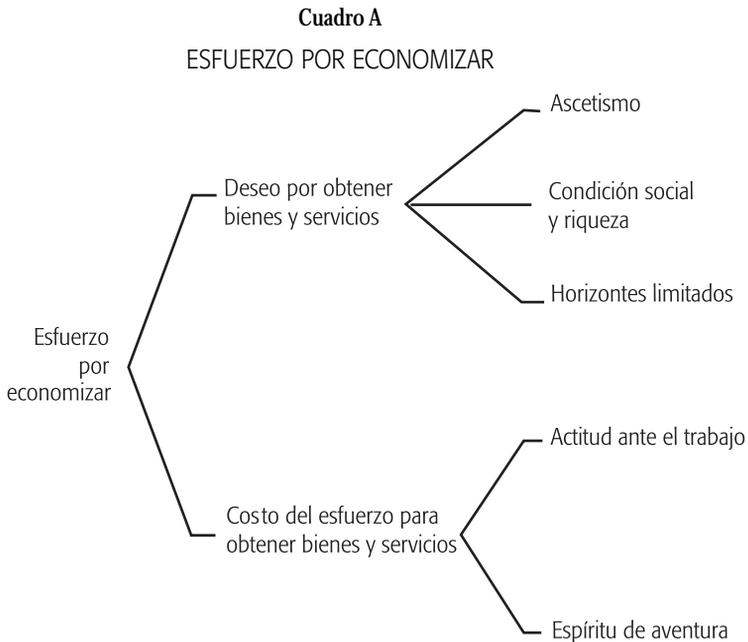 Cuadro A
ESFUERZO POR ECONOMIZAR
Esfuerzo
por
economizar
Deseo por obtener
bienes y servicios
Ascetismo
Condición social
y riqueza
Horizontes limitados
Costo del esfuerzo para
obtener bienes y servicios
Actitud ante el trabajo
Espíritu de aventura